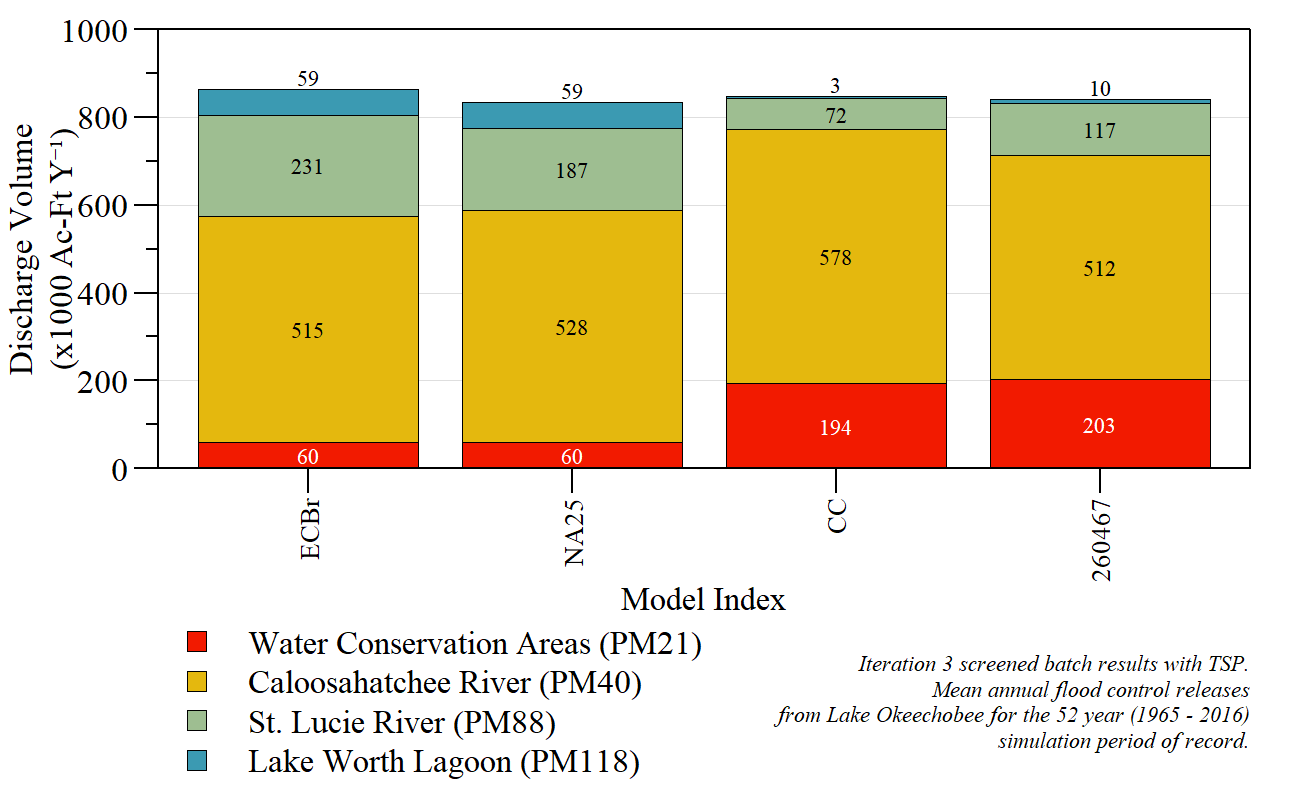 1000
800
600
400
200
0
Discharge Volume
(x1000 Ac-Ft Y⁻¹)
59
231
515
60
59
187
528
60
3
72
578
194
10
117
512
203
ECBr
NA25
CC
260467
Model Index
Water Conservation Areas (PM21)
Caloosahatchee River (PM40)
St. Lucie River (PM88)
Lake Worth Lagoon (PM118)
Iteration 3 screened batch results with TSP.
Mean annual flood control releases
from Lake Okeechobee for the 52 year (1965 - 2016)
simulation period of record.